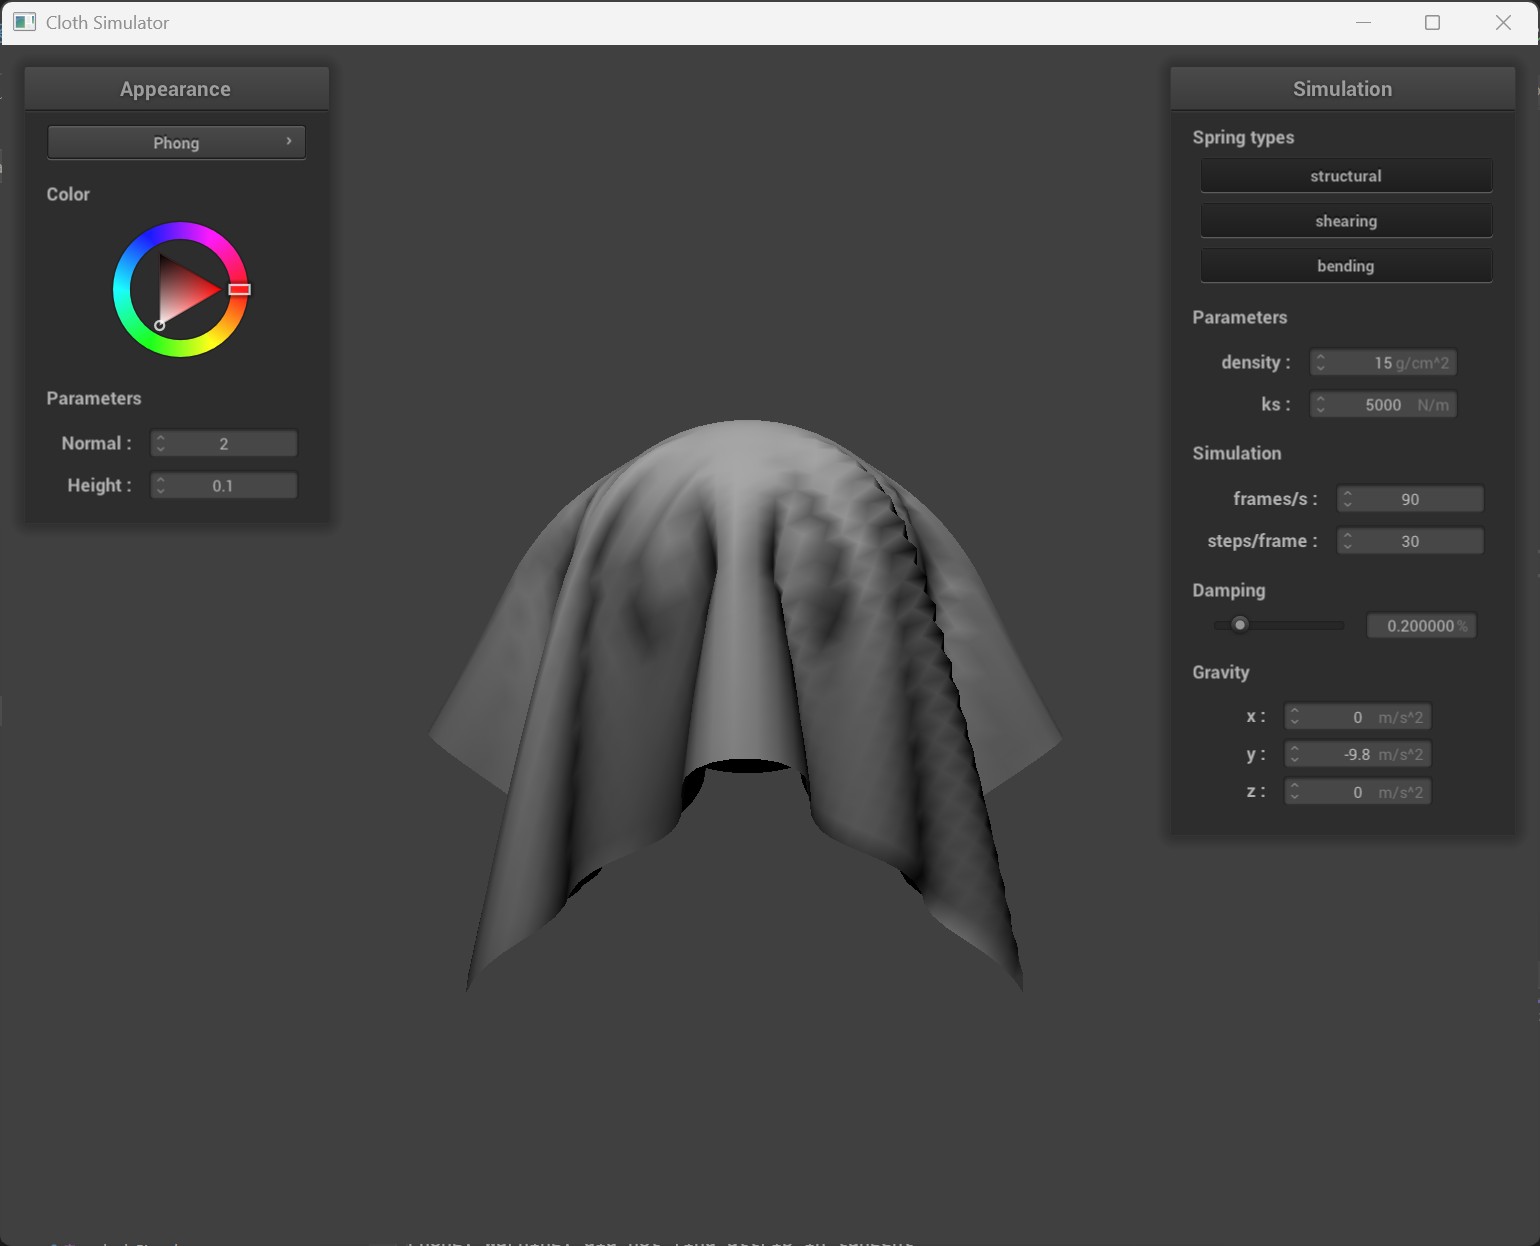 Cloth Simulator
Appearance
Phong
Color
Parameters
Normal : 2
Height : 0.1
Simulation
Spring types
structural
shearing
bending
Parameters
density : 15 g/cm^2
ks : 5000 N/m
Simulation
frames/s : 90
steps/frame : 30
Damping
0.200000 %
Gravity
x : 0 m/s^2
y : -9.8 m/s^2
z : 0 m/s^2